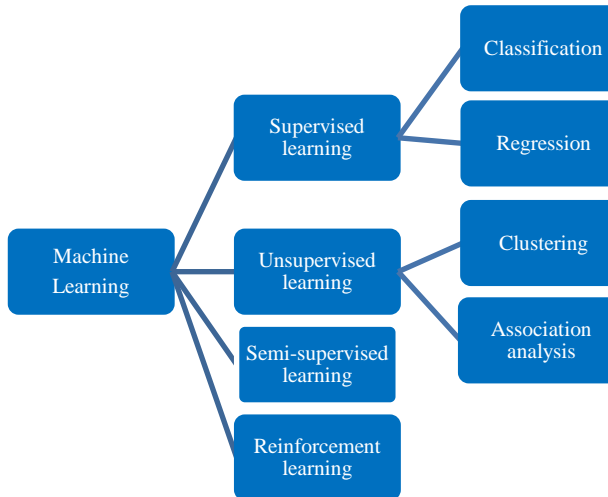 Machine
Learning
Supervised
learning
Classification
Regression
Unsupervised
learning
Clustering
Association
analysis
Semi-supervised
learning
Reinforcement
learning